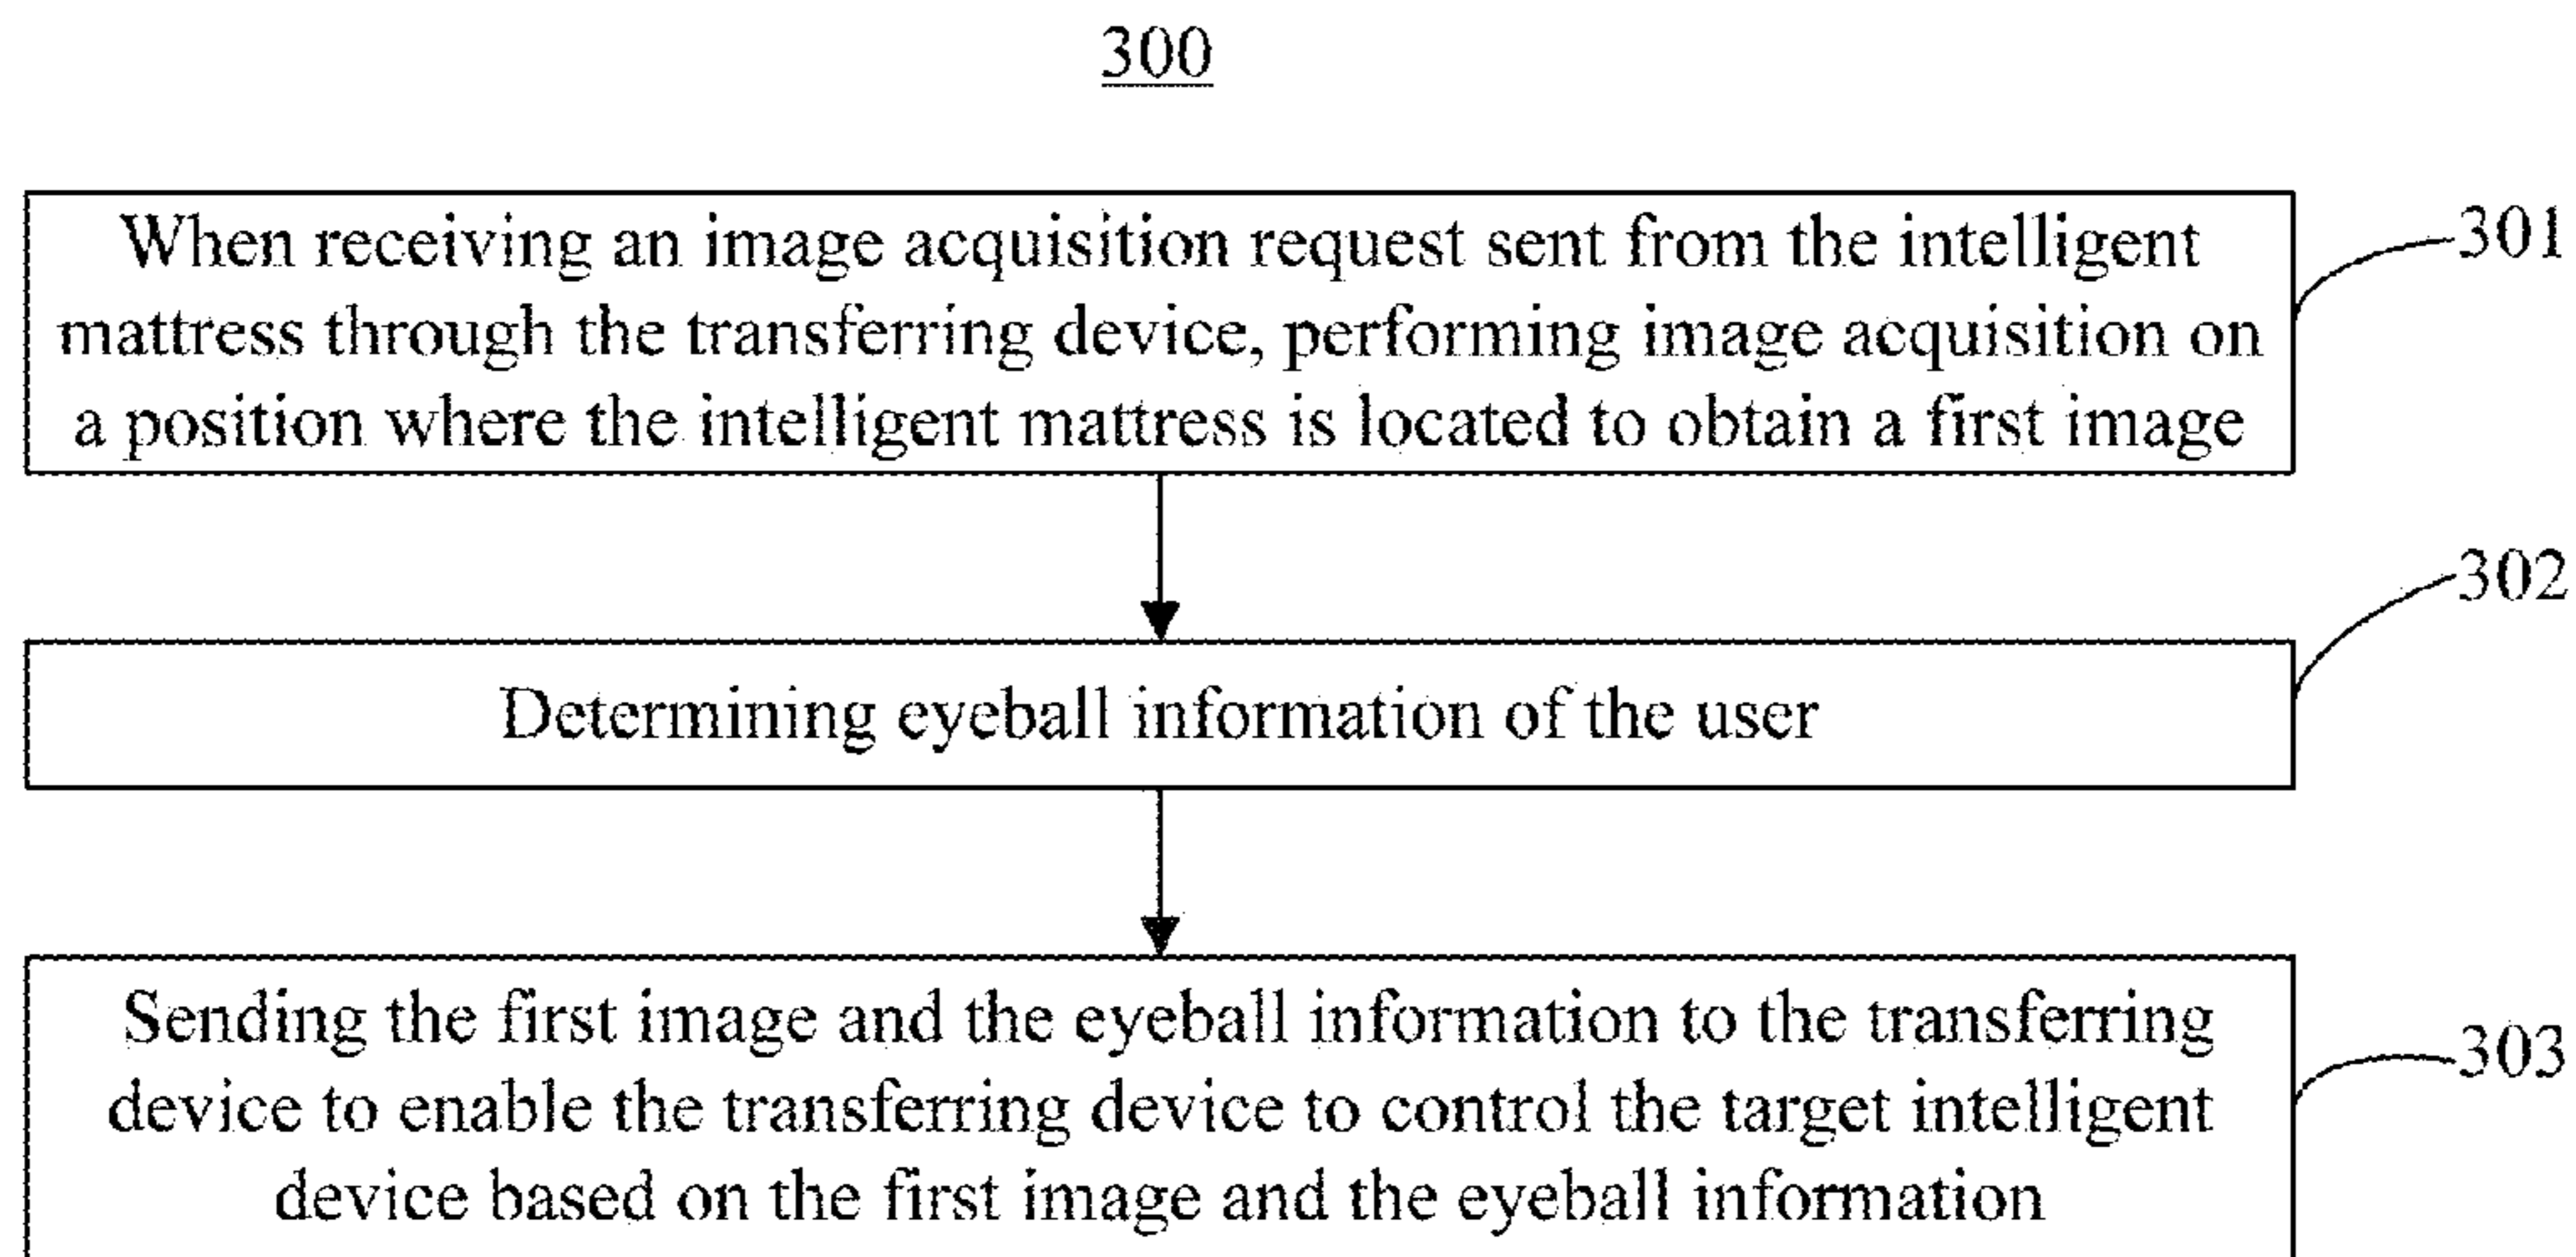 300
When receiving an image acquisition request sent from the intelligent
mattress through the transferring device, performing image acquisition on
a position where the intelligent mattress is located to obtain a first image
301
302
Determining eyeball information of the user
Sending the first image and the eyeball information to the transferring
device to enable the transferring device to control the target intelligent
device based on the first image and the eyeball information
303